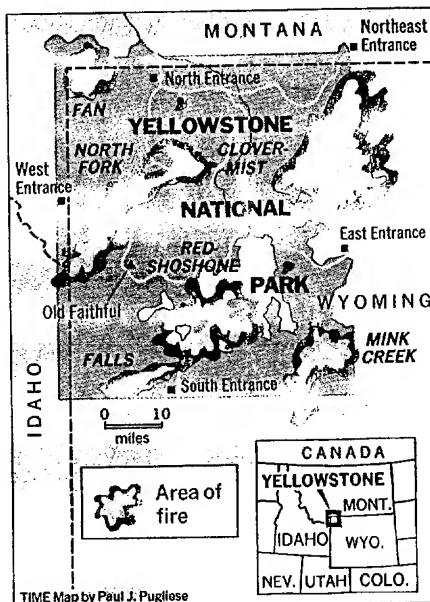 MONTANA
Northeast
Entrance
North Entrance
FAN
YELLOWSTONE
NORTH
FORK
CLOVER-
MIST
West
Entrance
NATIONAL
RED-
SHOSHONE
East Entrance
PARK
Old Faithful
WYOMING
FALLS
MINK
CREEK
South Entrance
IDAHO
0 10
miles
Area of
fire
CANADA
YELLOWSTONE
MONT.
IDAHO
WYO.
NEV. UTAH COLO.
TIME Map by Paul J. Pugliese